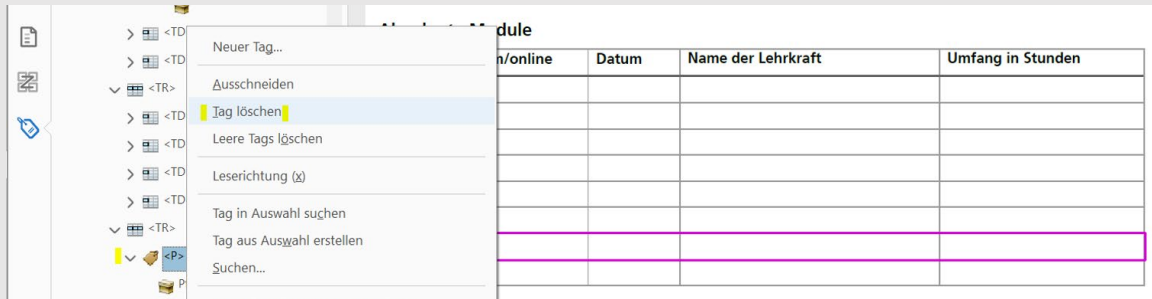 <TD
<TD
<TR>
<TD
<TD
<TD
<TD
<TR>
<P>
P
Neuer Tag...
Ausschneiden
Tag löschen
Leere Tags löschen
Leserichtung (x)
Tag in Auswahl suchen
Tag aus Auswahl erstellen
Suchen...
dule
n/online Datum Name der Lehrkraft Umfang in Stunden